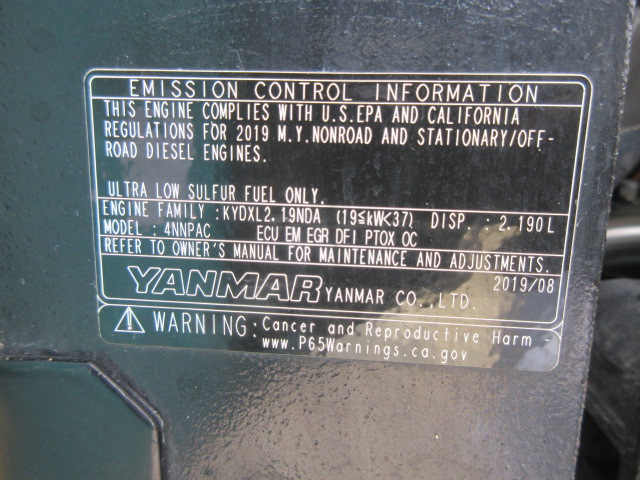 EMISSION CONTROL INFORMATION
THIS ENGINE COMPLIES WITH U.S.EPA AND CALIFORNIA
REGULATIONS FOR 2019 M.Y.NONROAD AND STATIONARY/OFF-
ROAD DIESEL ENGINES.
ULTRA LOW SULFUR FUEL ONLY.
ENGINE FAMILY :KYDXL2.19NDA (19≦kW<37) DISP. : 2.190L
MODEL : 4NNPAC ECU EM EGR DFI PTOX OC
REFER TO OWNER'S MANUAL FOR MAINTENANCE AND ADJUSTMENTS.
2019/08
YANMAR YANMAR CO.,LTD.
WARNING:Cancer and Reproductive Harm -
www.P65Warnings.ca.gov